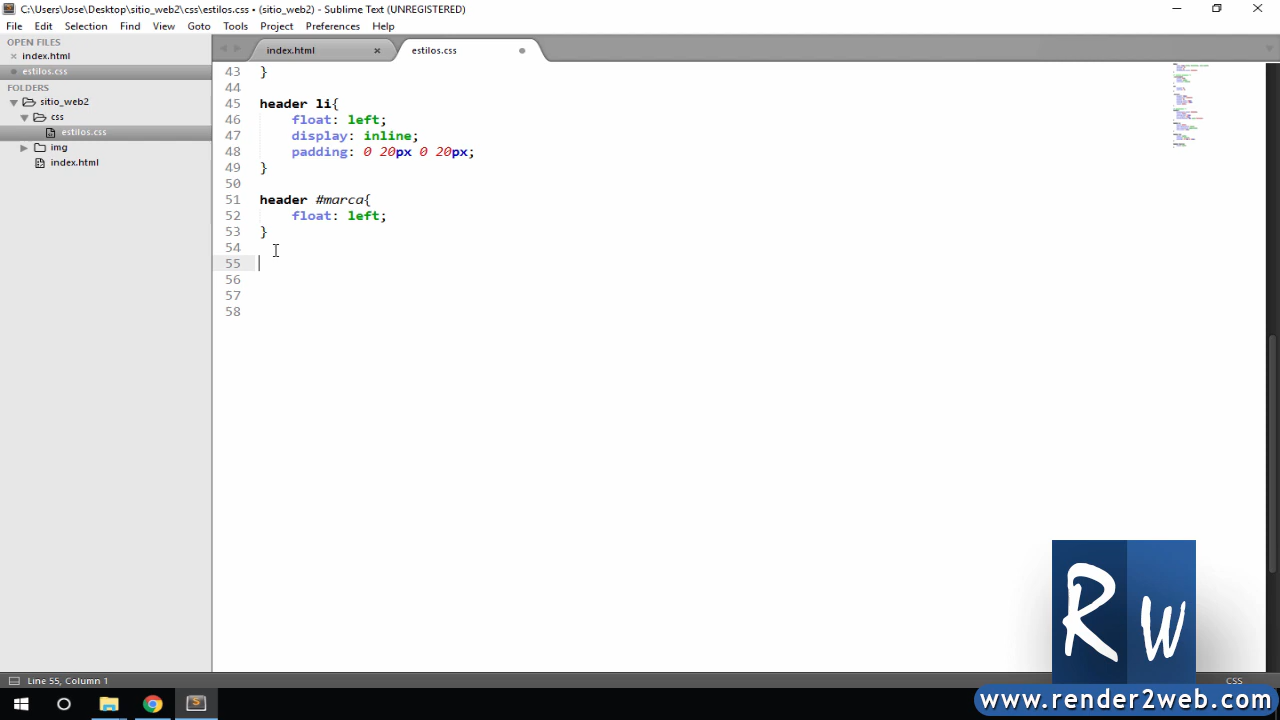 C:\Users\Jose\Desktop\sitio_web2\css\estilos.css • (sitio_web2) - Sublime Text (UNREGISTERED)
File Edit Selection Find View Goto Tools Project Preferences Help
OPEN FILES
index.html
estilos.css
FOLDERS
sitio_web2
css
estilos.css
img
index.html
index.html
estilos.css
43 }
44
45 header li{
46 float: left;
47 display: inline;
48 padding: 0 20px 0 20px;
49 }
50
51 header #marca{
52 float: left;
53 }
54
55
56
57
58
RW
www.render2web.com
Line 55, Column 1
CSS